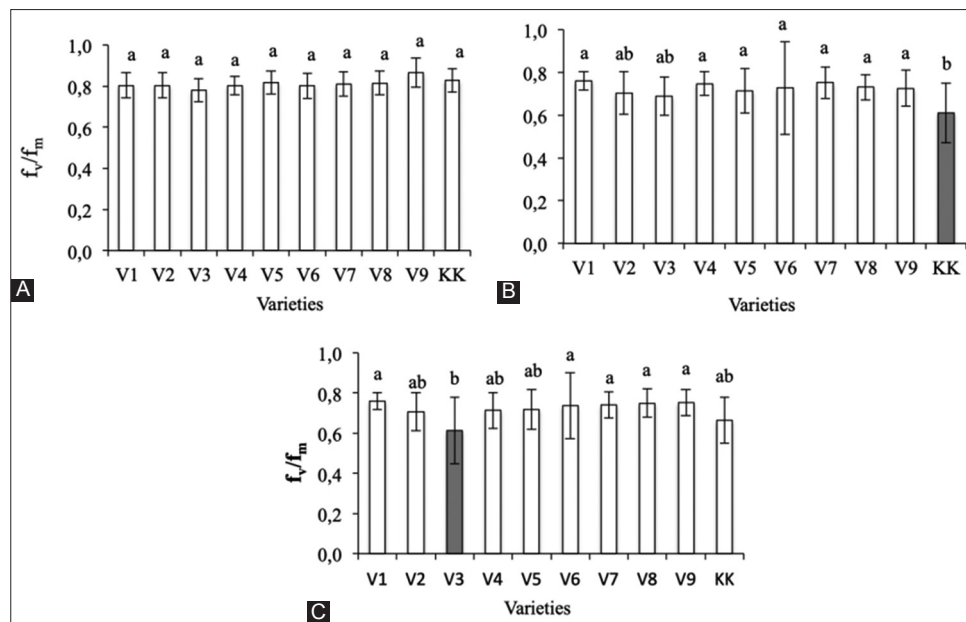 1,0
0,8
0,6
0,4
0,2
0,0
fv/fm
a a a a a a a a a a
V1 V2 V3 V4 V5 V6 V7 V8 V9 KK
Varieties
A
1,0
0,8
0,6
0,4
0,2
0,0
a ab ab a a a a a a b
V1 V2 V3 V4 V5 V6 V7 V8 V9 KK
Varieties
B
1,0
0,8
0,6
0,4
0,2
0,0
fv/fm
a ab b ab ab a a a a ab
V1 V2 V3 V4 V5 V6 V7 V8 V9 KK
Varieties
C